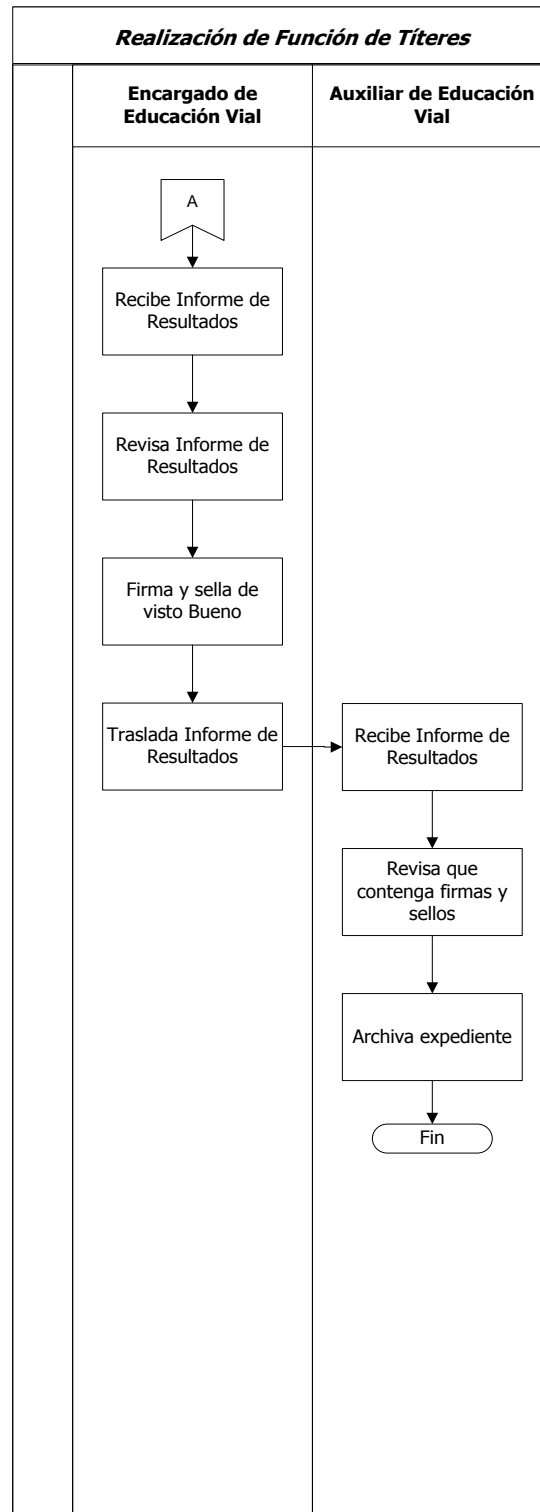 Realización de Función de Títeres
Encargado de
Educación Vial
Auxiliar de Educación
Vial
A
Recibe Informe de
Resultados
Revisa Informe de
Resultados
Firma y sella de
visto Bueno
Traslada Informe de
Resultados
Recibe Informe de
Resultados
Revisa que
contenga firmas y
sellos
Archiva expediente
Fin